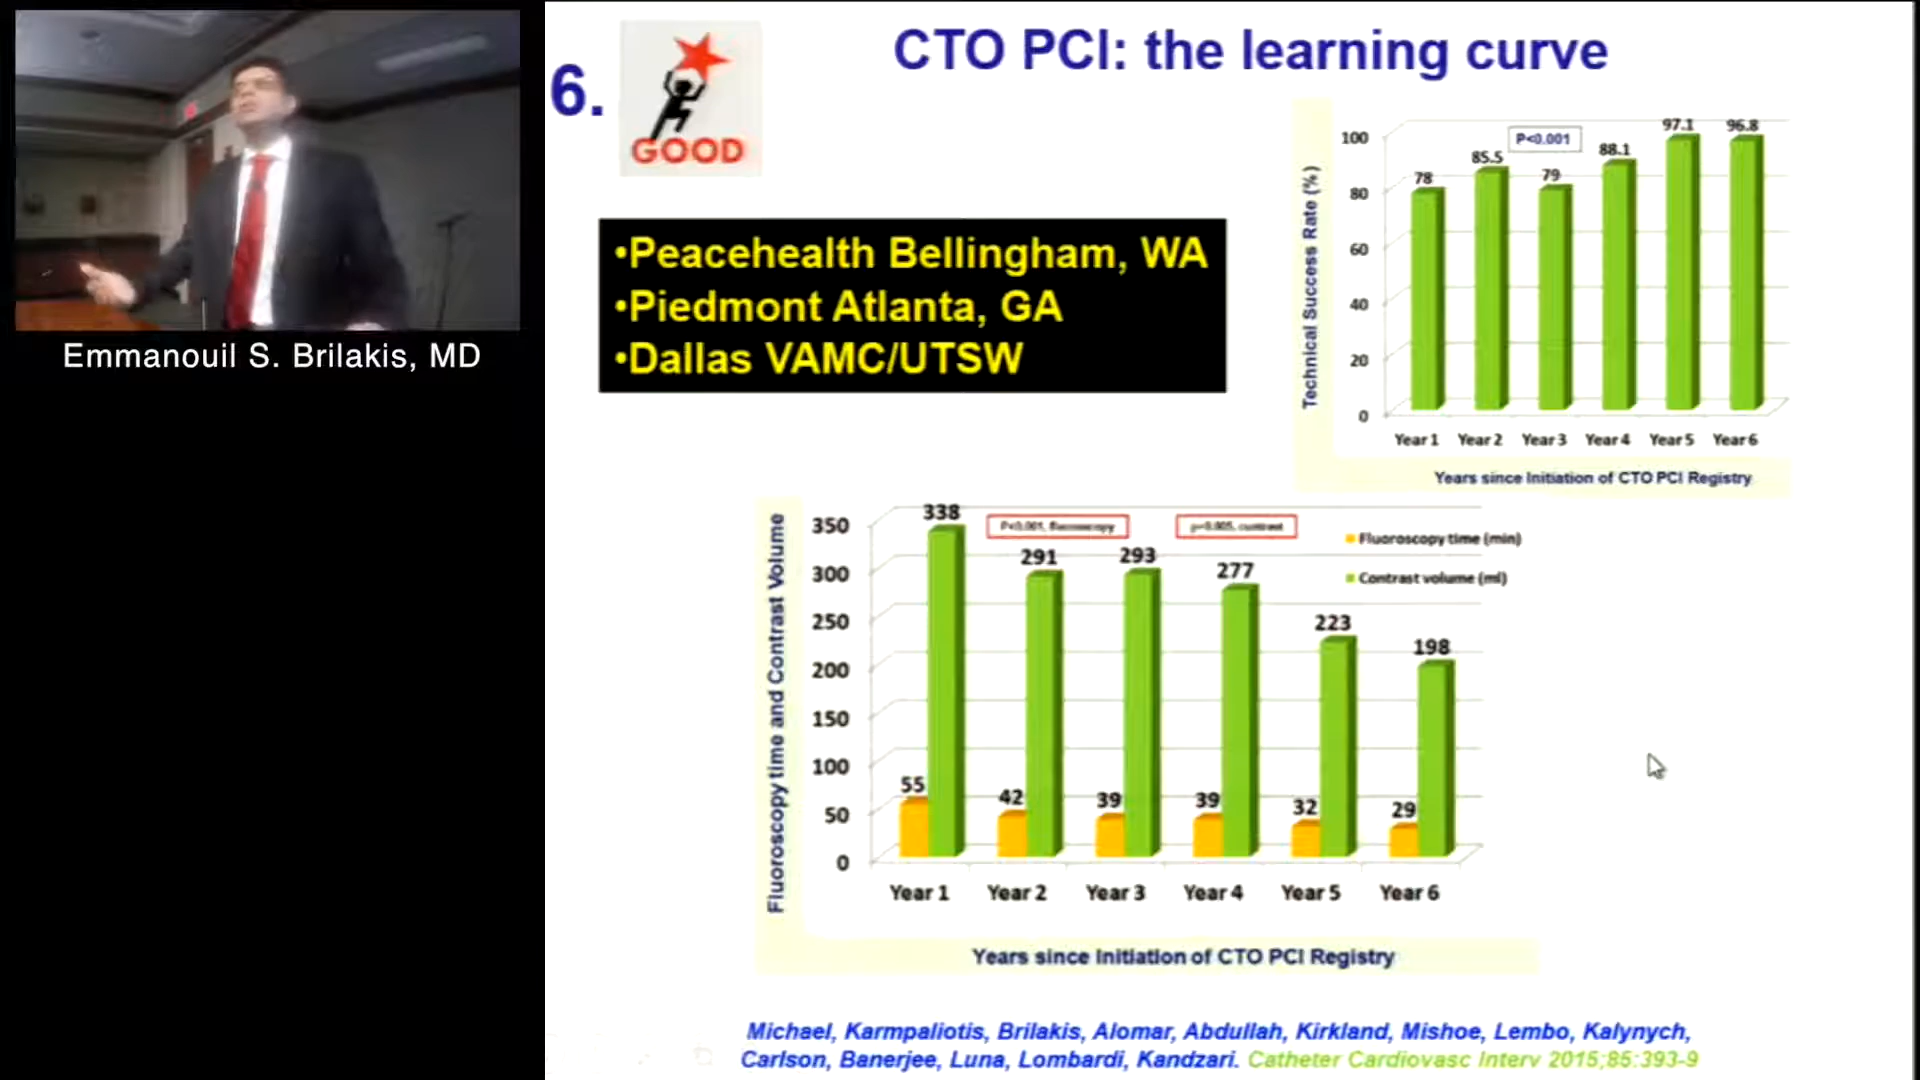 Emmanouil S. Brilakis, MD
6.
GOOD
CTO PCI: the learning curve
•Peacehealth Bellingham, WA
•Piedmont Atlanta, GA
•Dallas VAMC/UTSW
Technical Success Rate (%)
100
80
60
40
20
0
P<0.001
78
85.5
79
88.1
97.1
96.8
Year 1 Year 2 Year 3 Year 4 Year 5 Year 6
Years since Initiation of CTO PCI Registry
Fluoroscopy time and Contrast Volume
350
300
250
200
150
100
50
0
P<0.001, fluoroscopy
p=0.005, contrast
Fluoroscopy time (min)
Contrast volume (ml)
338
291
293
277
223
198
55
42
39
39
32
29
Year 1 Year 2 Year 3 Year 4 Year 5 Year 6
Years since Initiation of CTO PCI Registry
Michael, Karmpaliotis, Brilakis, Alomar, Abdullah, Kirkland, Mishoe, Lembo, Kalynych,
Carlson, Banerjee, Luna, Lombardi, Kandzari. Catheter Cardiovasc Interv 2015;85:393-9